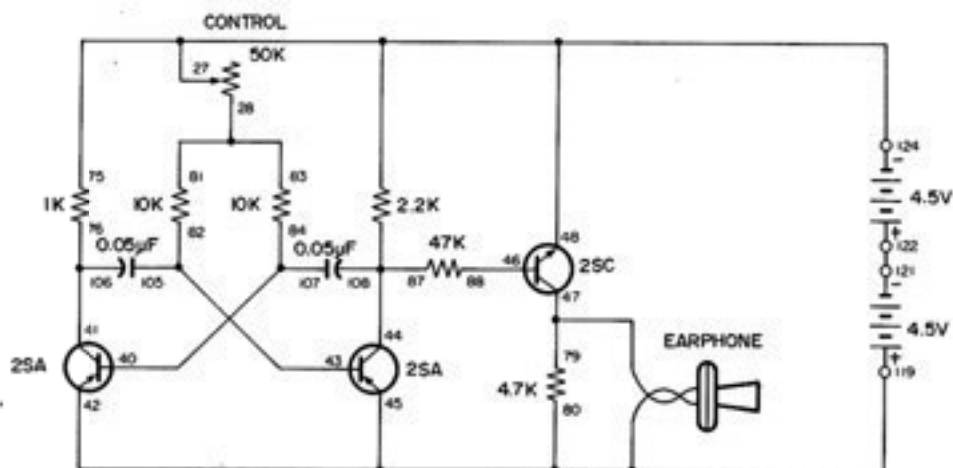 CONTROL
50K
27
28
124
-
4.5V
+
122
121
-
4.5V
+
119
75
1K
76
81
10K
82
83
10K
84
2.2K
0.05μF
106
105
0.05μF
107
108
47K
87
88
46
48
2SC
47
41
2SA
40
42
44
43
2SA
45
79
4.7K
80
EARPHONE